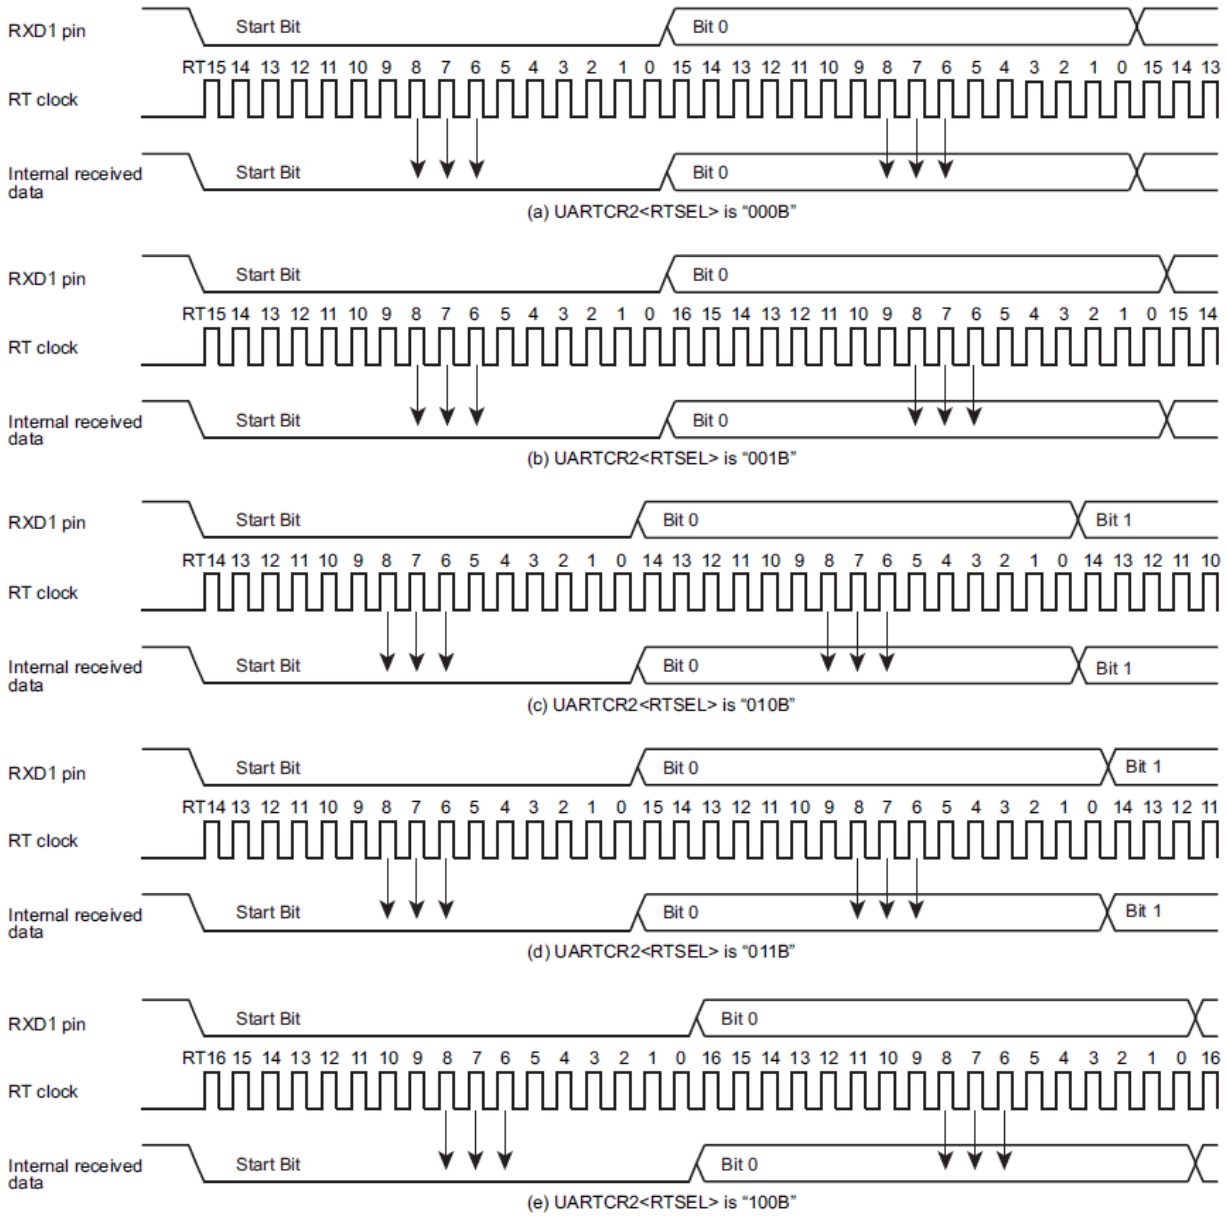 RXD1 pin Start Bit Bit 0
RT15 14 13 12 11 10 9 8 7 6 5 4 3 2 1 0 15 14 13 12 11 10 9 8 7 6 5 4 3 2 1 0 15 14 13
RT clock
Internal received data Start Bit Bit 0
(a) UARTCR2<RTSEL> is “000B”
RXD1 pin Start Bit Bit 0
RT15 14 13 12 11 10 9 8 7 6 5 4 3 2 1 0 16 15 14 13 12 11 10 9 8 7 6 5 4 3 2 1 0 15 14
RT clock
Internal received data Start Bit Bit 0
(b) UARTCR2<RTSEL> is “001B”
RXD1 pin Start Bit Bit 0 Bit 1
RT14 13 12 11 10 9 8 7 6 5 4 3 2 1 0 14 13 12 11 10 9 8 7 6 5 4 3 2 1 0 14 13 12 11 10
RT clock
Internal received data Start Bit Bit 0 Bit 1
(c) UARTCR2<RTSEL> is “010B”
RXD1 pin Start Bit Bit 0 Bit 1
RT14 13 12 11 10 9 8 7 6 5 4 3 2 1 0 15 14 13 12 11 10 9 8 7 6 5 4 3 2 1 0 14 13 12 11
RT clock
Internal received data Start Bit Bit 0 Bit 1
(d) UARTCR2<RTSEL> is “011B”
RXD1 pin Start Bit Bit 0
RT16 15 14 13 12 11 10 9 8 7 6 5 4 3 2 1 0 16 15 14 13 12 11 10 9 8 7 6 5 4 3 2 1 0 16
RT clock
Internal received data Start Bit Bit 0
(e) UARTCR2<RTSEL> is “100B”